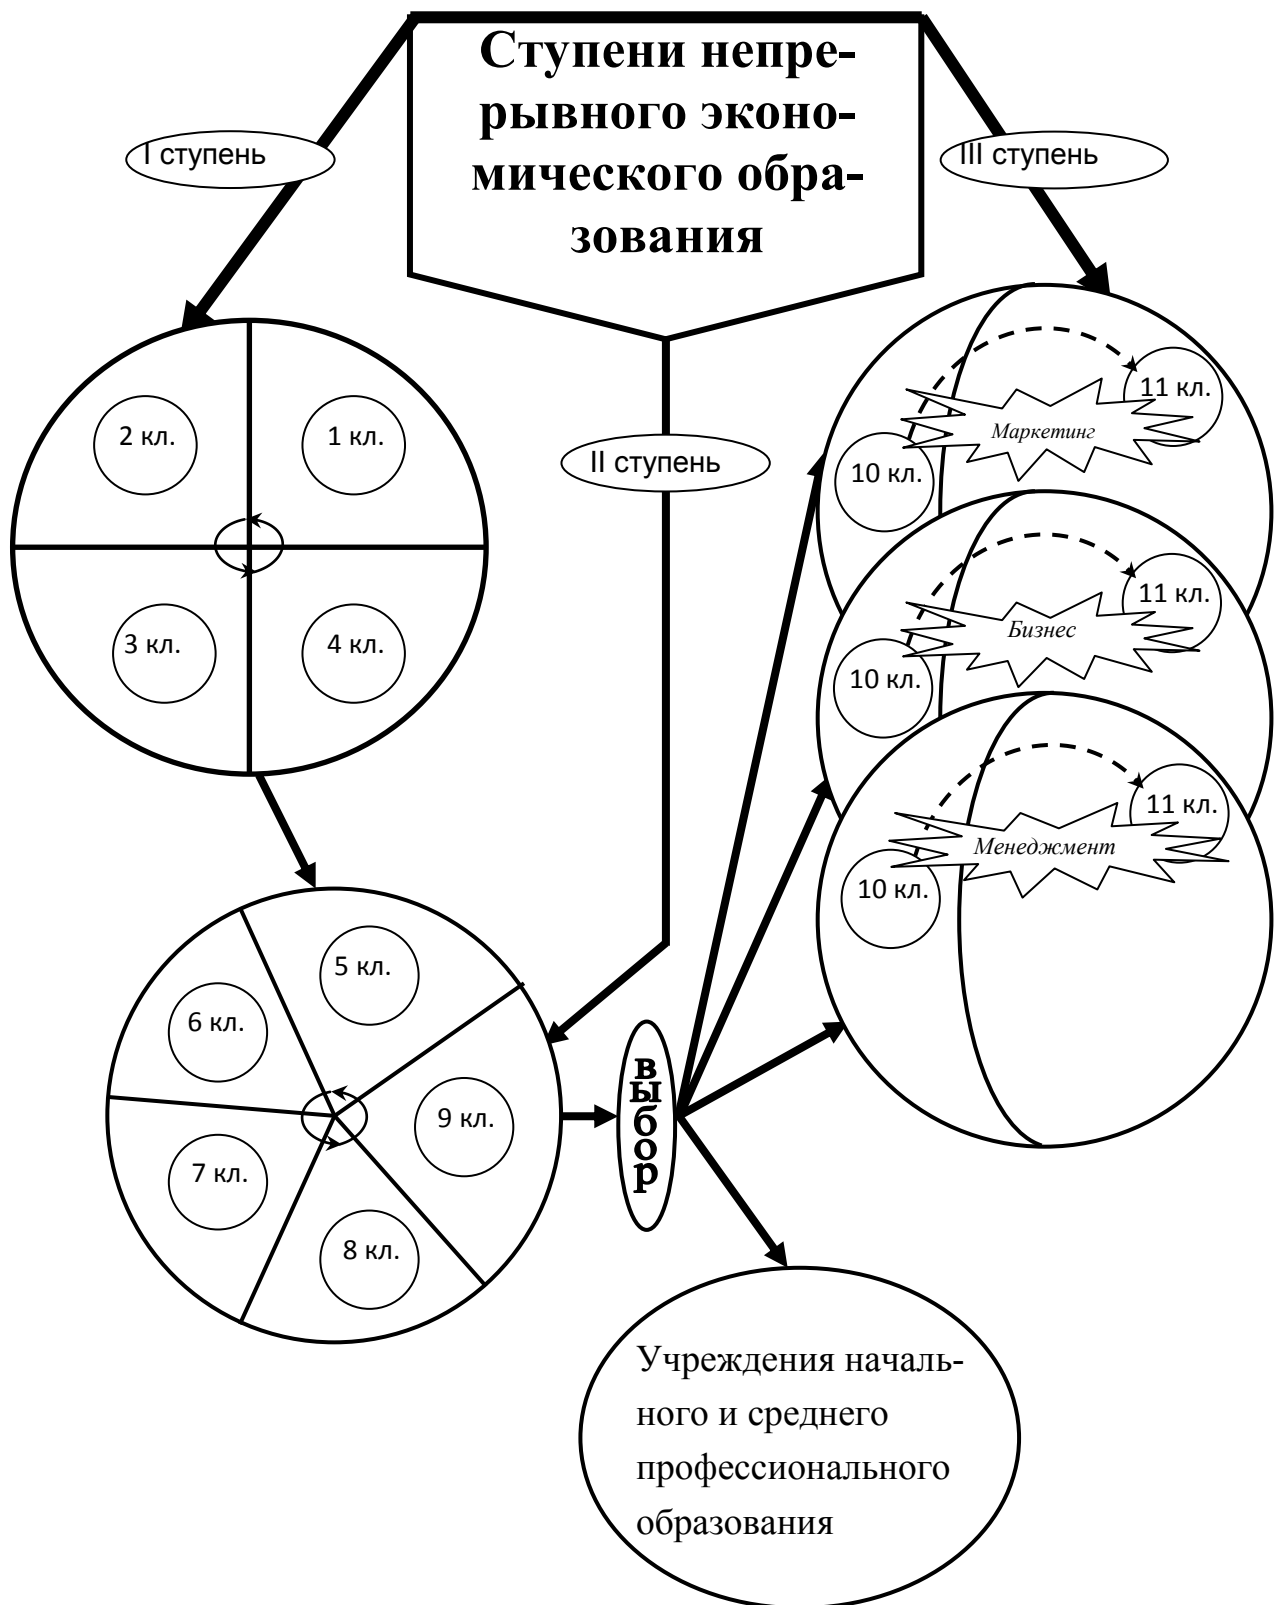 Ступени непре-
рывного эконо-
мического обра-
зования
I ступень
III ступень
II ступень
2 кл.
1 кл.
3 кл.
4 кл.
11 кл.
Маркетинг
10 кл.
11 кл.
Бизнес
10 кл.
11 кл.
Менеджмент
10 кл.
5 кл.
6 кл.
9 кл.
7 кл.
8 кл.
выбор
Учреждения началь-
ного и среднего
профессионального
образования